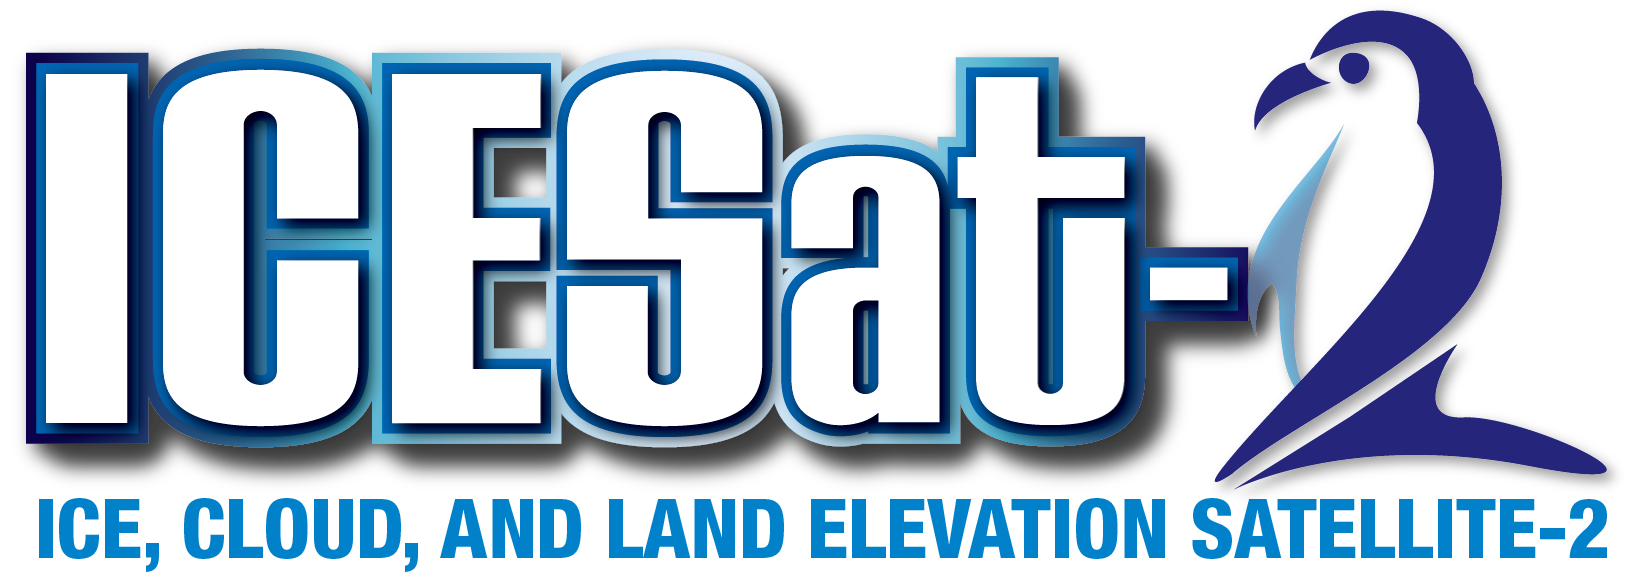 ICESat-2
ICE, CLOUD, AND LAND ELEVATION SATELLITE-2